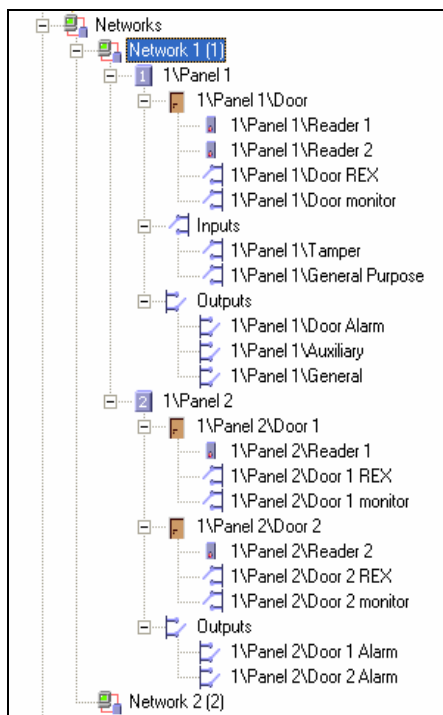 Networks
Network 1 (1)
1 1\Panel 1
1\Panel 1\Door
1\Panel 1\Reader 1
1\Panel 1\Reader 2
1\Panel 1\Door REX
1\Panel 1\Door monitor
Inputs
1\Panel 1\Tamper
1\Panel 1\General Purpose
Outputs
1\Panel 1\Door Alarm
1\Panel 1\Auxiliary
1\Panel 1\General
2 1\Panel 2
1\Panel 2\Door 1
1\Panel 2\Reader 1
1\Panel 2\Door 1 REX
1\Panel 2\Door 1 monitor
1\Panel 2\Door 2
1\Panel 2\Reader 2
1\Panel 2\Door 2 REX
1\Panel 2\Door 2 monitor
Outputs
1\Panel 2\Door 1 Alarm
1\Panel 2\Door 2 Alarm
Network 2 (2)